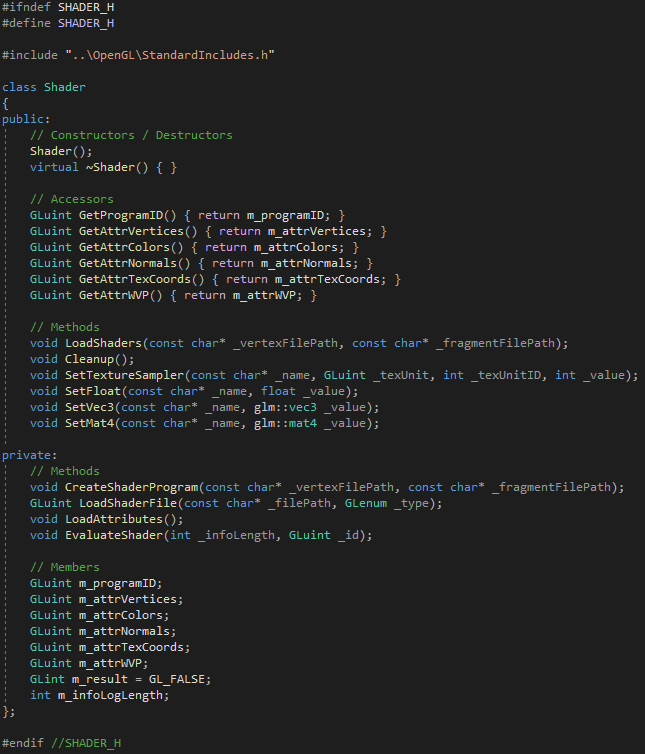 #ifndef SHADER_H
#define SHADER_H
#include "..\OpenGL\StandardIncludes.h"
class Shader
{
public:
// Constructors / Destructors
Shader();
virtual ~Shader() { }
// Accessors
GLuint GetProgramID() { return m_programID; }
GLuint GetAttrVertices() { return m_attrVertices; }
GLuint GetAttrColors() { return m_attrColors; }
GLuint GetAttrNormals() { return m_attrNormals; }
GLuint GetAttrTexCoords() { return m_attrTexCoords; }
GLuint GetAttrWVP() { return m_attrWVP; }
// Methods
void LoadShaders(const char* _vertexFilePath, const char* _fragmentFilePath);
void Cleanup();
void SetTextureSampler(const char* _name, GLuint _texUnit, int _texUnitID, int _value);
void SetFloat(const char* _name, float _value);
void SetVec3(const char* _name, glm::vec3 _value);
void SetMat4(const char* _name, glm::mat4 _value);
private:
// Methods
void CreateShaderProgram(const char* _vertexFilePath, const char* _fragmentFilePath);
GLuint LoadShaderFile(const char* _filePath, GLenum _type);
void LoadAttributes();
void EvaluateShader(int _infoLength, GLuint _id);
// Members
GLuint m_programID;
GLuint m_attrVertices;
GLuint m_attrColors;
GLuint m_attrNormals;
GLuint m_attrTexCoords;
GLuint m_attrWVP;
GLint m_result = GL_FALSE;
int m_infoLogLength;
};
#endif //SHADER_H